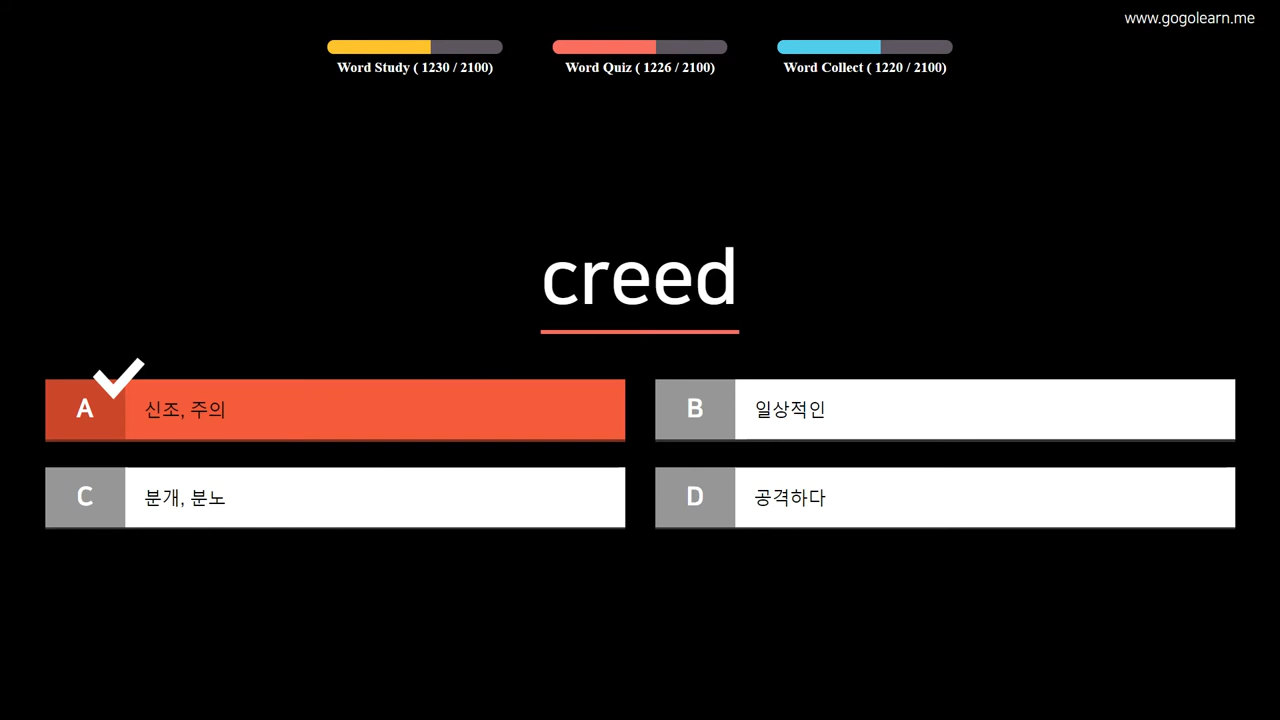 www.gogolearn.me
Word Study ( 1230 / 2100)
Word Quiz ( 1226 / 2100)
Word Collect ( 1220 / 2100)
creed
A 신조, 주의
B 일상적인
C 분개, 분노
D 공격하다